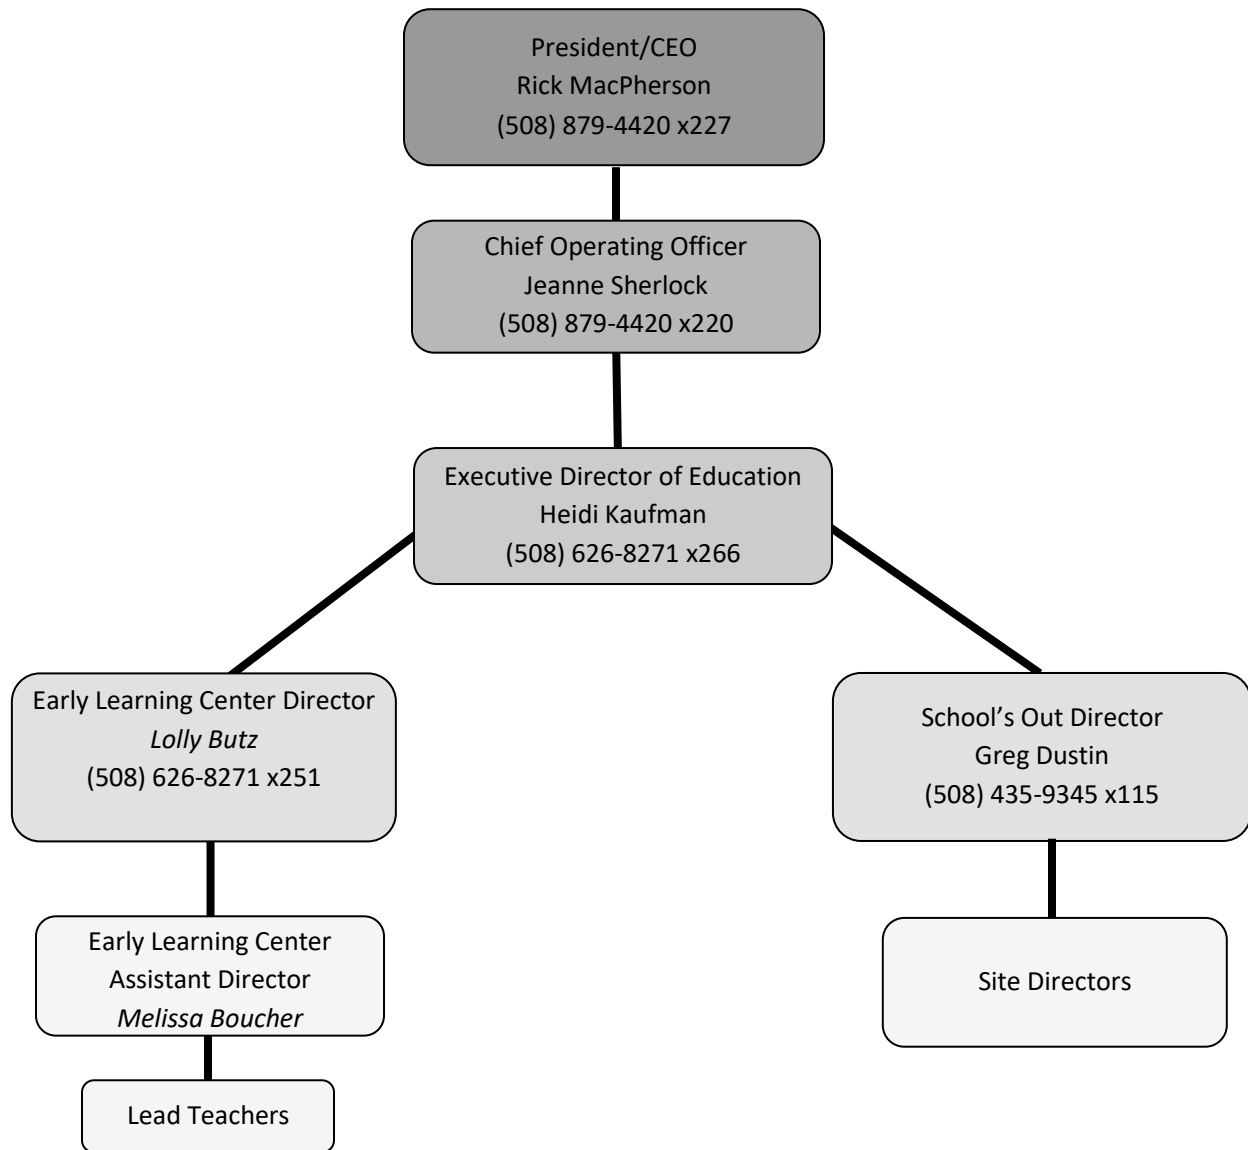 President/CEO
Rick MacPherson
(508) 879-4420 x227
Chief Operating Officer
Jeanne Sherlock
(508) 879-4420 x220
Executive Director of Education
Heidi Kaufman
(508) 626-8271 x266
Early Learning Center Director
Lolly Butz
(508) 626-8271 x251
School’s Out Director
Greg Dustin
(508) 435-9345 x115
Early Learning Center
Assistant Director
Melissa Boucher
Site Directors
Lead Teachers